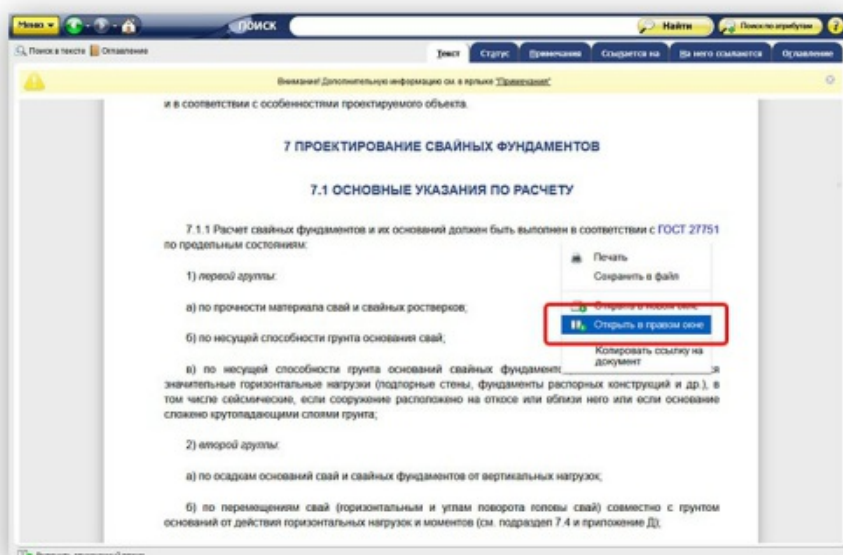 Меню
ПОИСК
Найти
Поиск по атрибутам
?
Поиск в тексте Оглавление
Текст Статус Примечания Ссылается на На него ссылаются Оглавление
Внимание! Дополнительную информацию см. в ярлыке "Примечания"
и в соответствии с особенностями проектируемого объекта.
7 ПРОЕКТИРОВАНИЕ СВАЙНЫХ ФУНДАМЕНТОВ
7.1 ОСНОВНЫЕ УКАЗАНИЯ ПО РАСЧЕТУ
7.1.1 Расчет свайных фундаментов и их оснований должен быть выполнен в соответствии с ГОСТ 27751
по предельным состояниям:
1) первой группы:
а) по прочности материала свай и свайных ростверков;
б) по несущей способности грунта основания свай;
Печать
Сохранить в файл
Открыть в новом окне
Открыть в правом окне
Копировать ссылку на
документ
в) по несущей способности грунта оснований свайных
значительные горизонтальные нагрузки (подпорные стены, фундаменты распорных конструкций и др.), в
том числе сейсмические, если сооружение расположено на откосе или вблизи него или если основание
сложено крутопадающими слоями грунта;
2) второй группы:
а) по осадкам оснований свай и свайных фундаментов от вертикальных нагрузок;
б) по перемещениям свай (горизонтальным и углам поворота головы свай) совместно с грунтом
оснований от действия горизонтальных нагрузок и моментов (см. подраздел 7.4 и приложение Д);